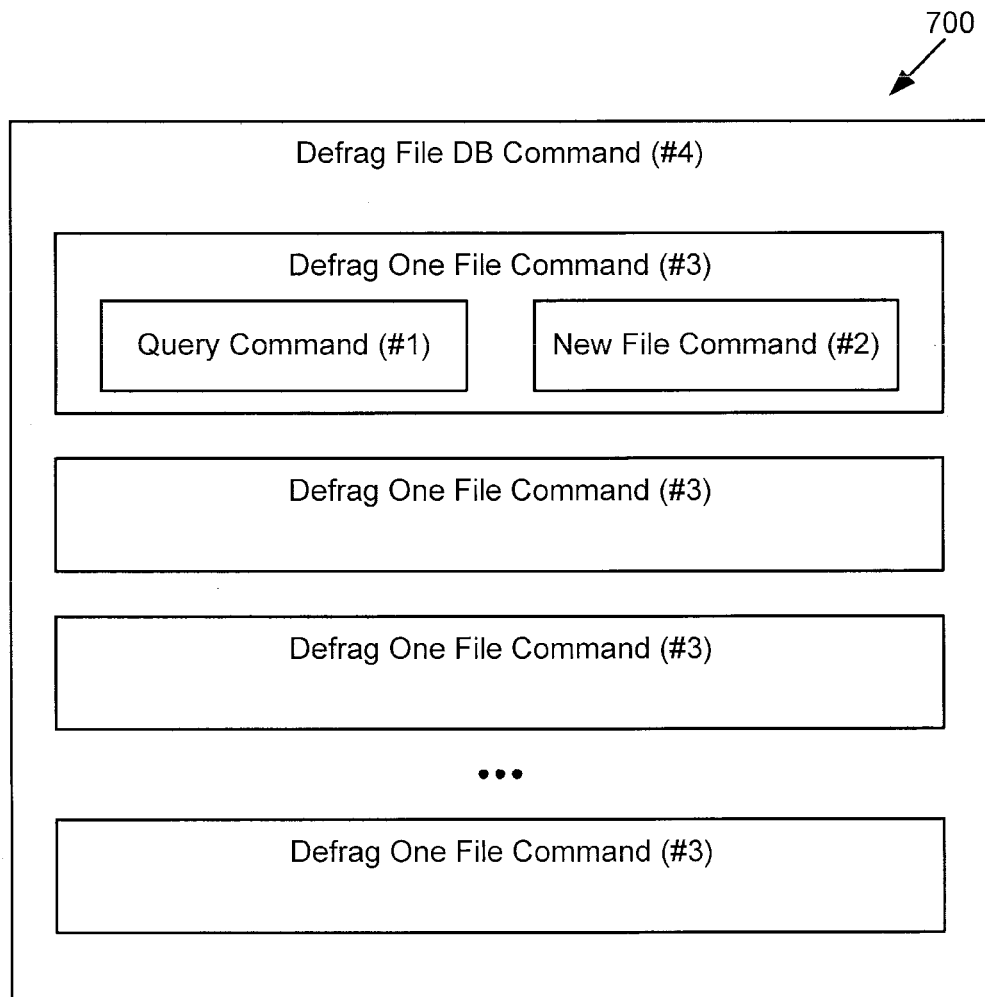 700
Defrag File DB Command (#4)
Defrag One File Command (#3)
Query Command (#1)
New File Command (#2)
Defrag One File Command (#3)
Defrag One File Command (#3)
•••
Defrag One File Command (#3)